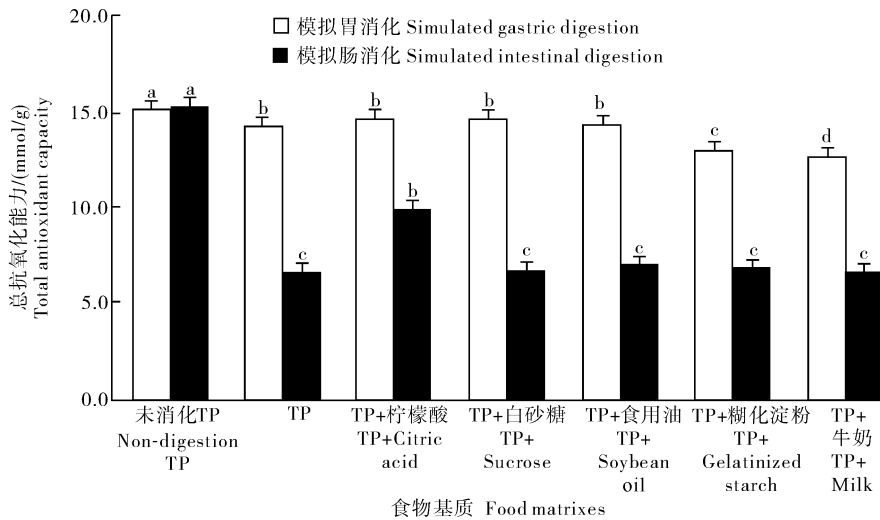 20.0
15.0
10.0
5.0
0.0
总抗氧化能力/(mmol/g)
Total antioxidant capacity
模拟胃消化 Simulated gastric digestion
模拟肠消化 Simulated intestinal digestion
a a
b c
b b
b c
b c
c c
d c
未消化TP
Non-digestion
TP
TP
TP+柠檬酸
TP+Citric
acid
TP+白砂糖
TP+
Sucrose
TP+食用油
TP+
Soybean
oil
TP+糊化淀粉
TP+
Gelatinized
starch
TP+
牛奶
TP+
Milk
食物基质 Food matrixes